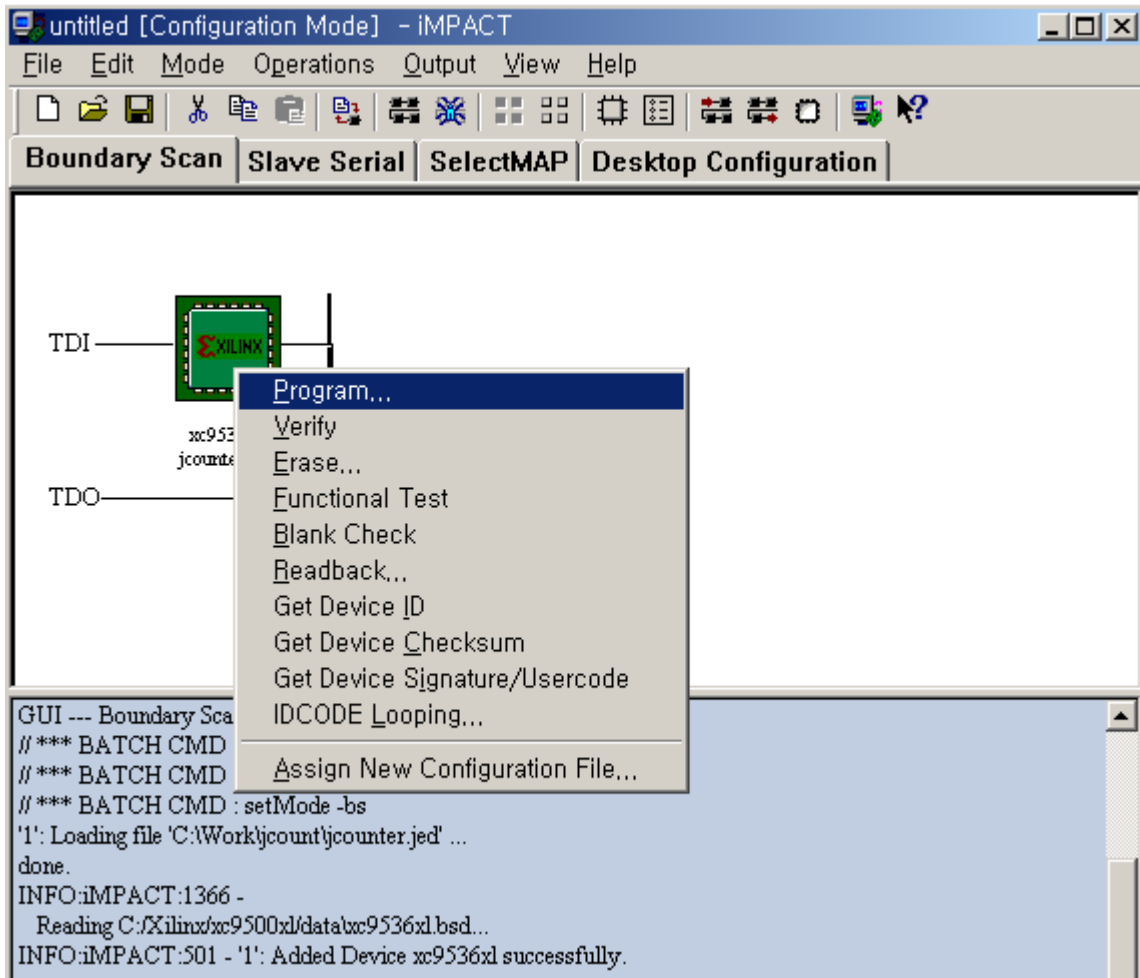 untitled [Configuration Mode] - iMPACT
File Edit Mode Operations Output View Help
Boundary Scan Slave Serial SelectMAP Desktop Configuration
TDI
XILINX
Program...
Verify
jcounte
Erase...
TDO
Functional Test
Blank Check
Readback...
Get Device ID
Get Device Checksum
Get Device Signature/Usercode
IDCODE Looping...
Assign New Configuration File...
GUI --- Boundary Sca
// *** BATCH CMD
// *** BATCH CMD
// *** BATCH CMD : setMode -bs
'1': Loading file 'C:\Work\jcount\jcounter.jed' ...
done.
INFO:iMPACT:1366 -
Reading C:/Xilinx/xc9500xl/data\xc9536xl.bsd...
INFO:iMPACT:501 - '1': Added Device xc9536xl successfully.